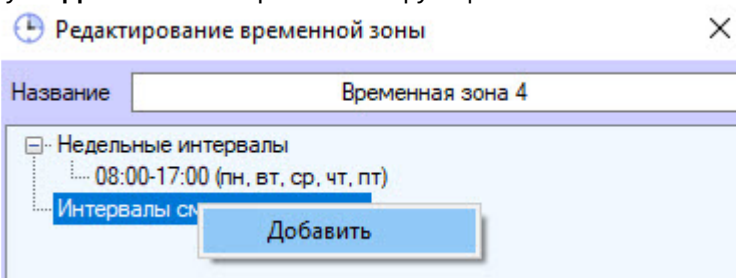 Редактирование временной зоны
Название Временная зона 4
Недельные интервалы
08:00-17:00 (пн, вт, ср, чт, пт)
Интервалы
Добавить